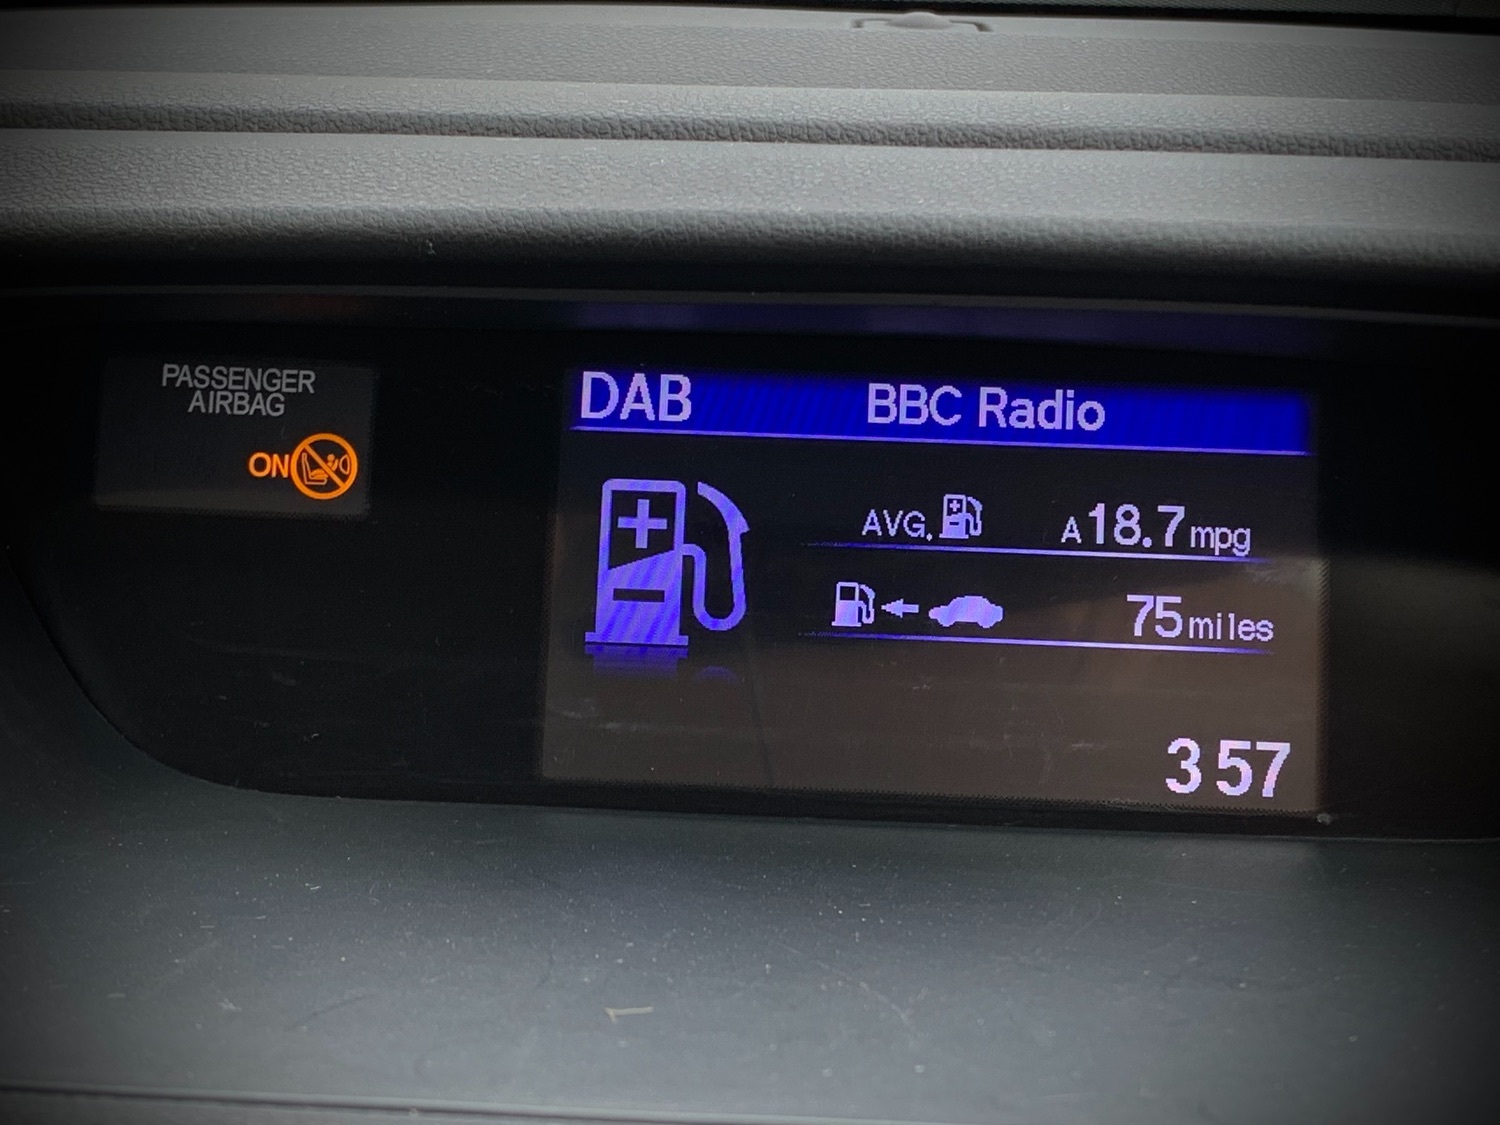 PASSENGER
AIRBAG
ON
DAB BBC Radio
AVG. A 18.7 mpg
75 miles
3 57